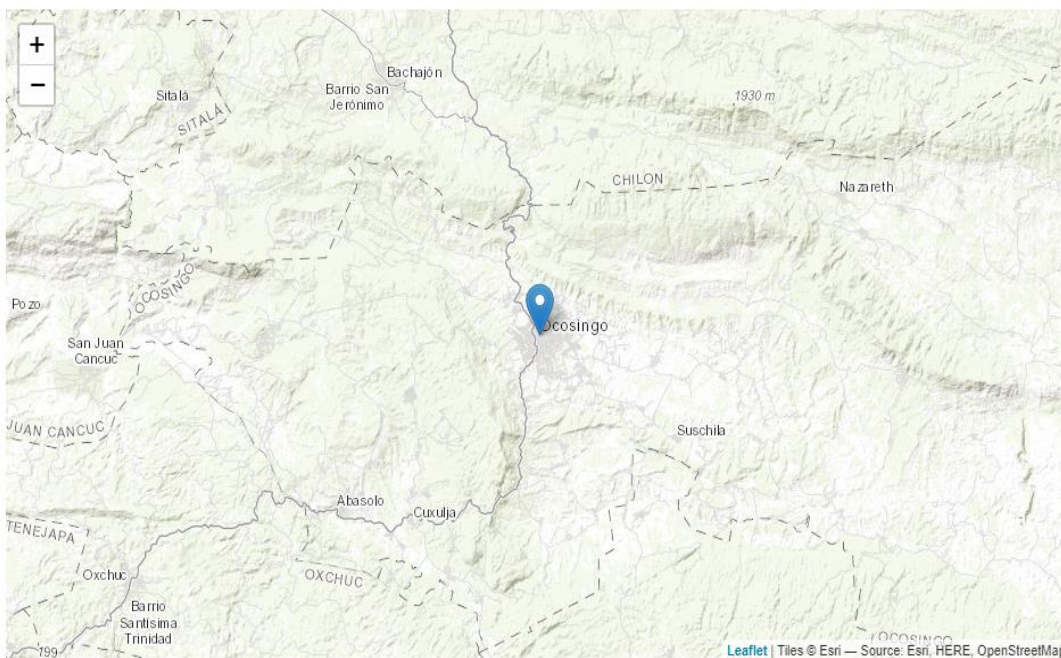 +
−
Bachajón
Barrio San
Jerónimo
Sitalá
SITALÁ
1930 m
CHILON
Nazareth
OCOSINGO
Pozo
Ocosingo
San Juan
Cancuc
JUAN CANCUC
Suschila
Abasolo
Cuxulja
TENEJAPA
Oxchuc
OXCHUC
Barrio
Santísima
Trinidad
199
OCOSINGO
Leaflet | Tiles © Esri — Source: Esri, HERE, OpenStreetMa